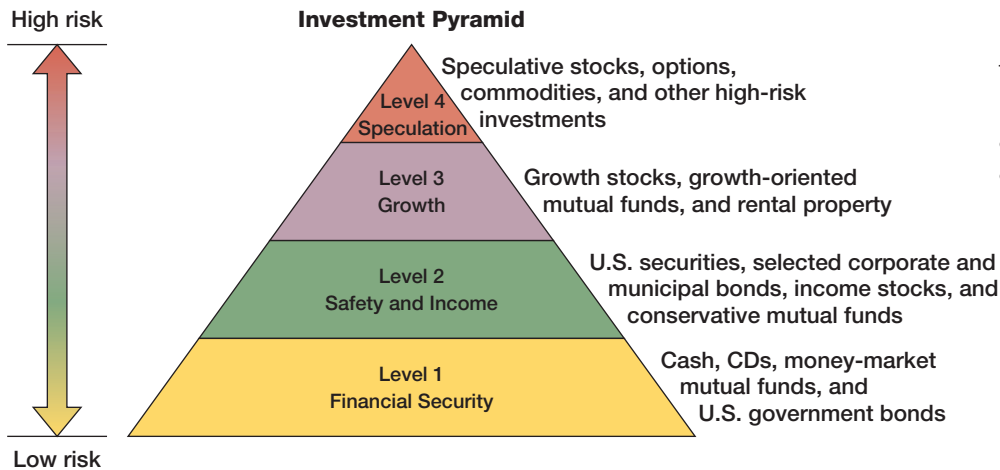 High risk
Investment Pyramid
Level 4
Speculation
Speculative stocks, options,
commodities, and other high-risk
investments
Level 3
Growth
Growth stocks, growth-oriented
mutual funds, and rental property
Level 2
Safety and Income
U.S. securities, selected corporate and
municipal bonds, income stocks, and
conservative mutual funds
Level 1
Financial Security
Cash, CDs, money-market
mutual funds, and
U.S. government bonds
Low risk